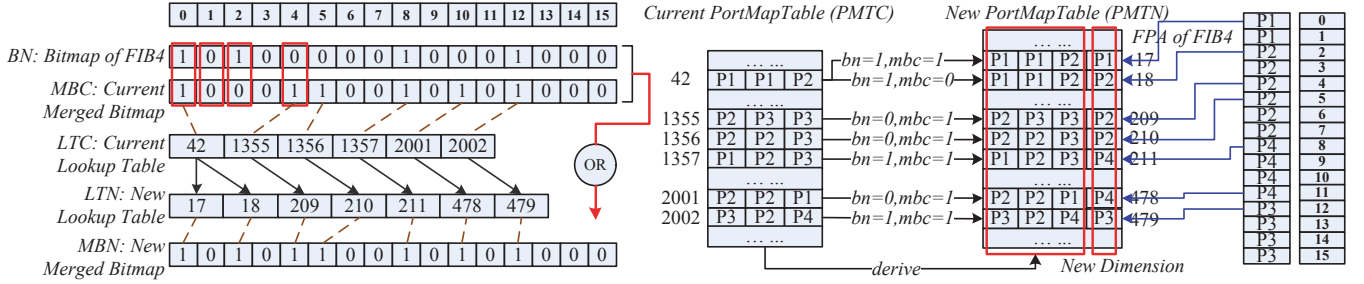 0 1 2 3 4 5 6 7 8 9 10 11 12 13 14 15
BN: Bitmap of FIB4 1 0 1 0 0 0 0 0 1 0 0 0 1 0 0 0
MBC: Current 1 0 0 0 1 1 0 0 1 0 1 0 1 0 0 0
Merged Bitmap
LTC: Current 42 1355 1356 1357 2001 2002
Lookup Table
OR
LTN: New 17 18 209 210 211 478 479
Lookup Table
MBN: New 1 0 1 0 1 1 0 0 1 0 1 0 1 0 0 0
Merged Bitmap
Current PortMapTable (PMTC)
... ...
42 P1 P1 P2
... ...
1355 P2 P3 P3
1356 P2 P2 P3
1357 P1 P2 P3
... ...
2001 P2 P2 P1
2002 P3 P2 P4
... ...
bn=1,mbc=1
bn=1,mbc=0
bn=0,mbc=1
bn=0,mbc=1
bn=1,mbc=1
bn=0,mbc=1
bn=1,mbc=1
derive
New PortMapTable (PMTN)
... ...
P1 P1 P2 P1 17
P1 P1 P2 P2 18
... ...
P2 P3 P3 P2 209
P2 P2 P3 P2 210
P1 P2 P3 P4 211
... ...
P2 P2 P1 P4 478
P3 P2 P4 P3 479
... ...
New Dimension
FPA of FIB4
P1 0
P1 1
P2 2
P2 3
P2 4
P2 5
P2 6
P2 7
P4 8
P4 9
P4 10
P4 11
P3 12
P3 13
P3 14
P3 15